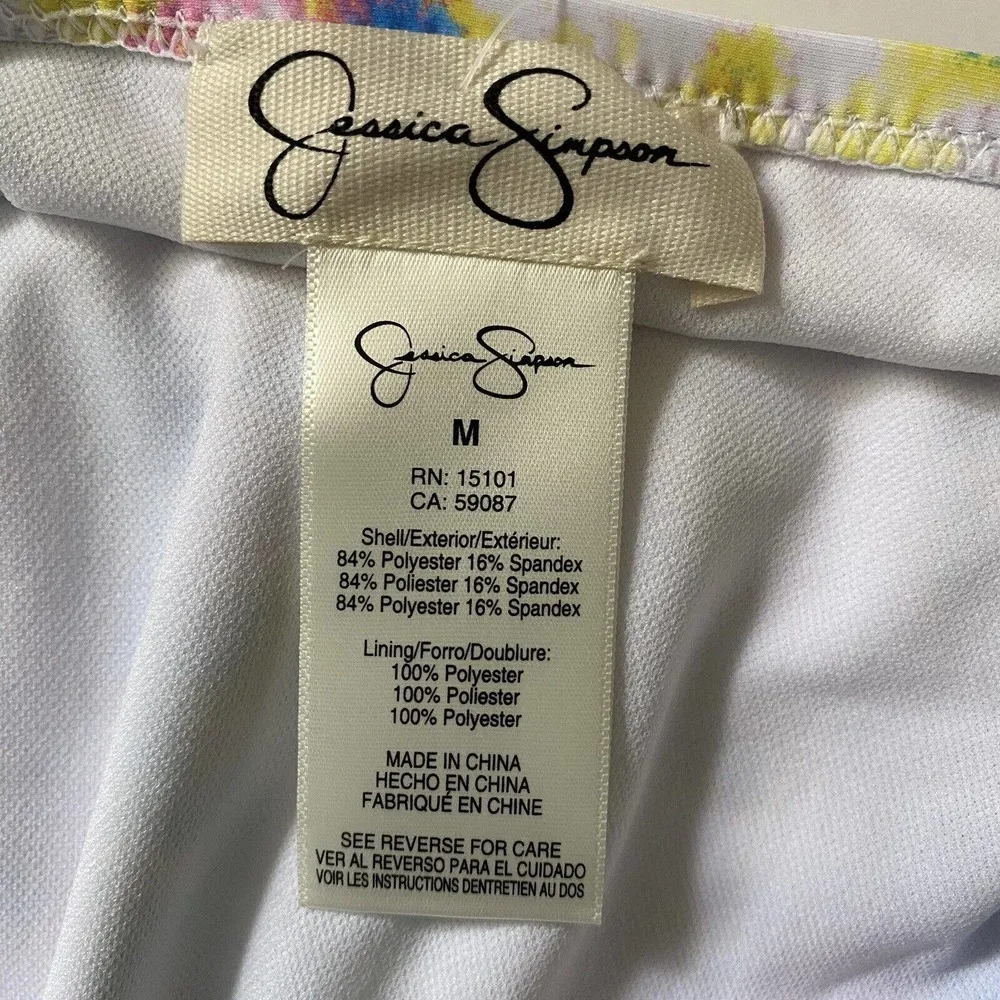 Jessica Simpson
Jessica Simpson
M
RN: 15101
CA: 59087
Shell/Exterior/Extérieur:
84% Polyester 16% Spandex
84% Poliester 16% Spandex
84% Polyester 16% Spandex
Lining/Forro/Doublure:
100% Polyester
100% Poliester
100% Polyester
MADE IN CHINA
HECHO EN CHINA
FABRIQUÉ EN CHINE
SEE REVERSE FOR CARE
VER AL REVERSO PARA EL CUIDADO
VOIR LES INSTRUCTIONS DENTRETIEN AU DOS